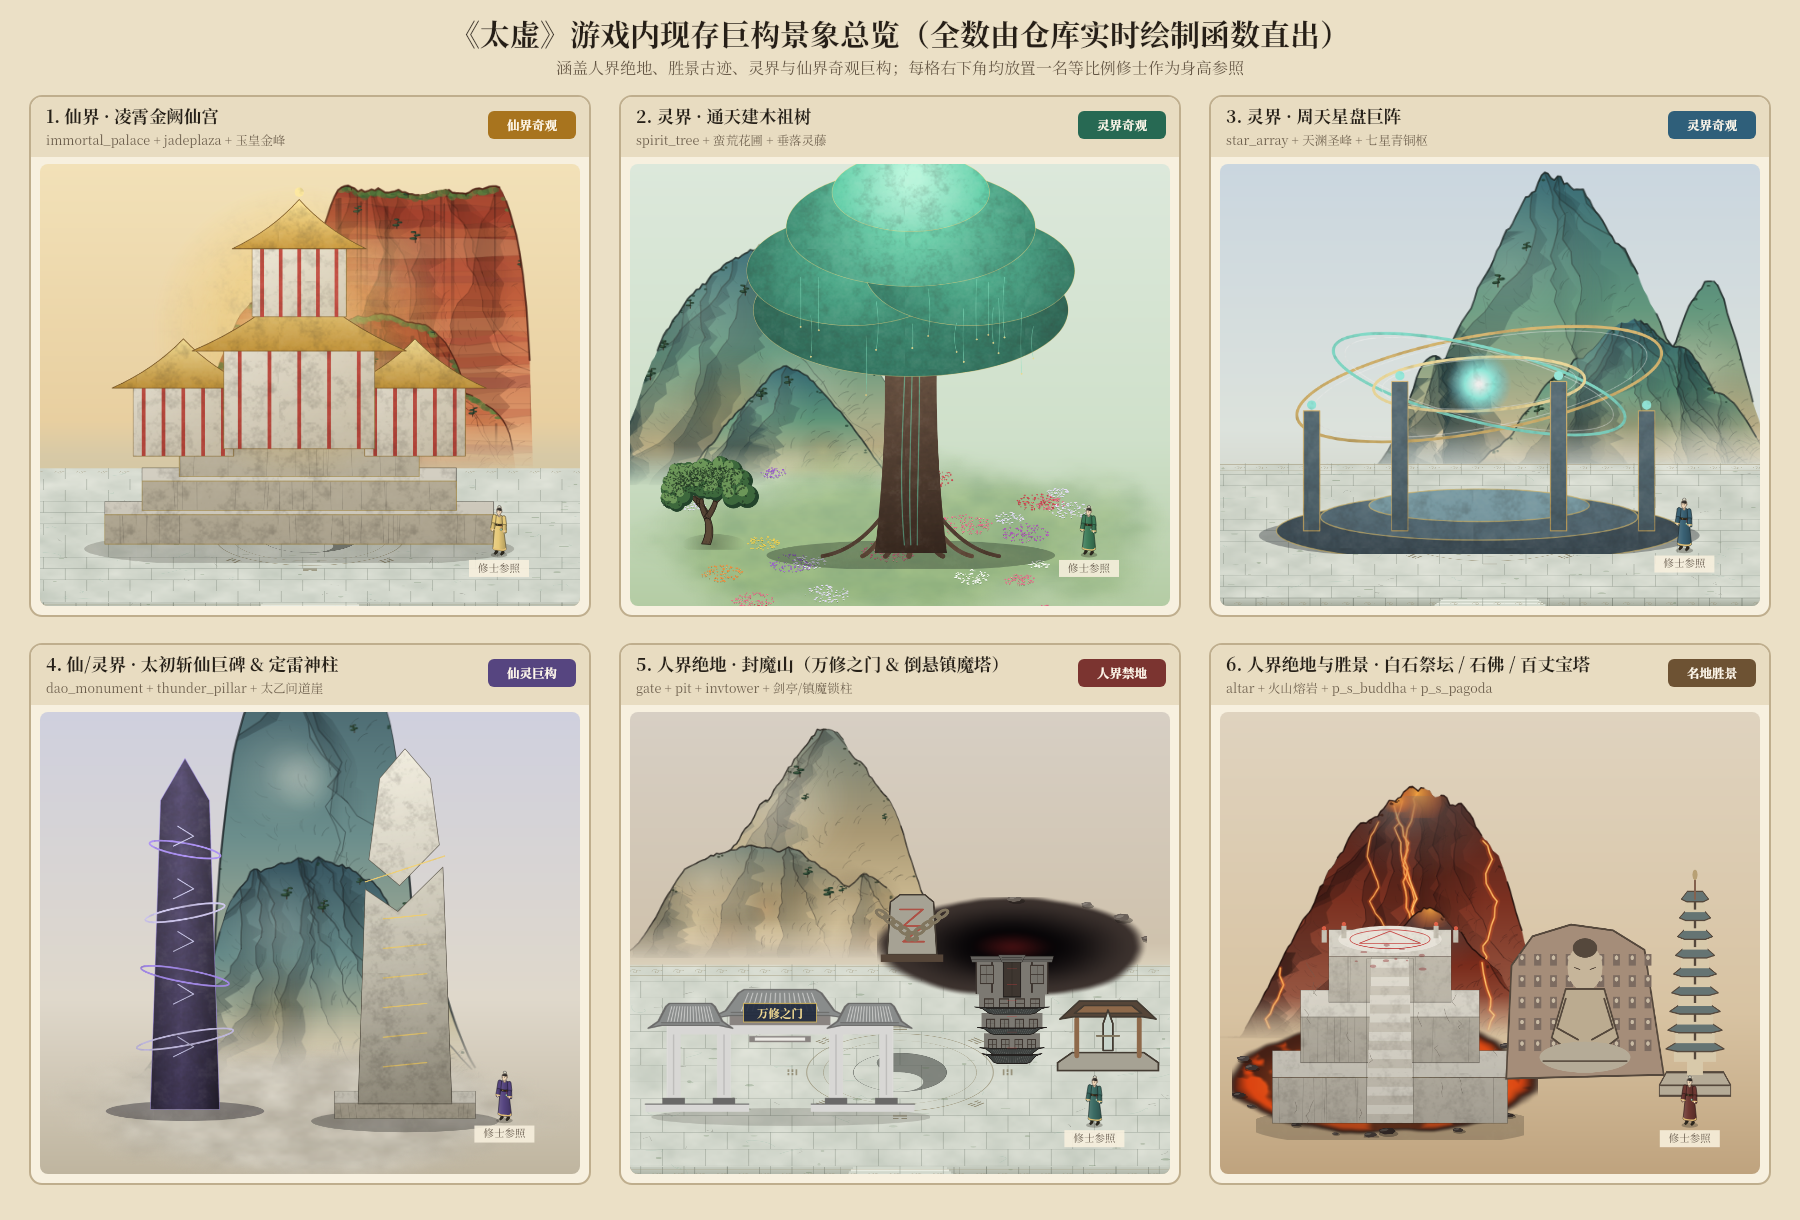 《太虚》游戏内现存巨构景象总览（全数由仓库实时绘制函数直出）
涵盖人界绝地、胜景古迹、灵界与仙界奇观巨构；每格右下角均放置一名等比例修士作为身高参照
1. 仙界 · 凌霄金阙仙宫
immortal_palace + jadeplaza + 玉皇金峰
仙界奇观
修士参照
2. 灵界 · 通天建木祖树
spirit_tree + 蛮荒花圃 + 垂落灵藤
灵界奇观
修士参照
3. 灵界 · 周天星盘巨阵
star_array + 天渊圣峰 + 七星青铜枢
灵界奇观
修士参照
4. 仙/灵界 · 太初斩仙巨碑 & 定雷神柱
dao_monument + thunder_pillar + 太乙问道崖
仙灵巨构
修士参照
5. 人界绝地 · 封魔山（万修之门 & 倒悬镇魔塔）
gate + pit + invtower + 剑亭/镇魔锁柱
人界禁地
万修之门
修士参照
6. 人界绝地与胜景 · 白石祭坛 / 石佛 / 百丈宝塔
altar + 火山熔岩 + p_s_buddha + p_s_pagoda
名地胜景
修士参照